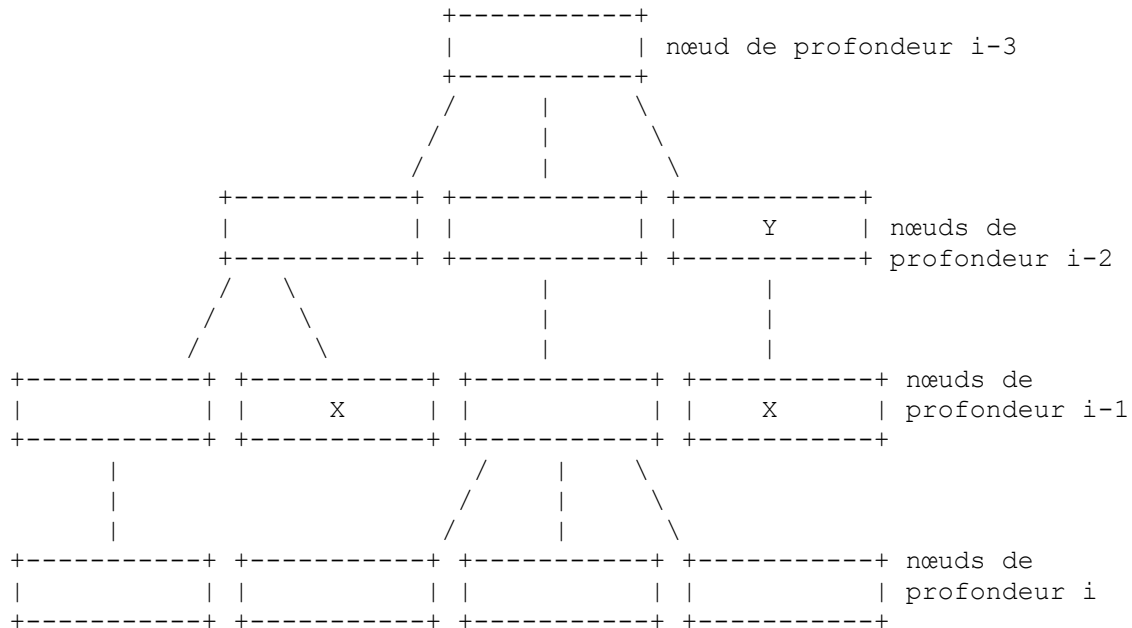 nœud de profondeur i-3
Y
nœuds de
profondeur i-2
nœuds de
X
X
profondeur i-1
nœuds de
profondeur i